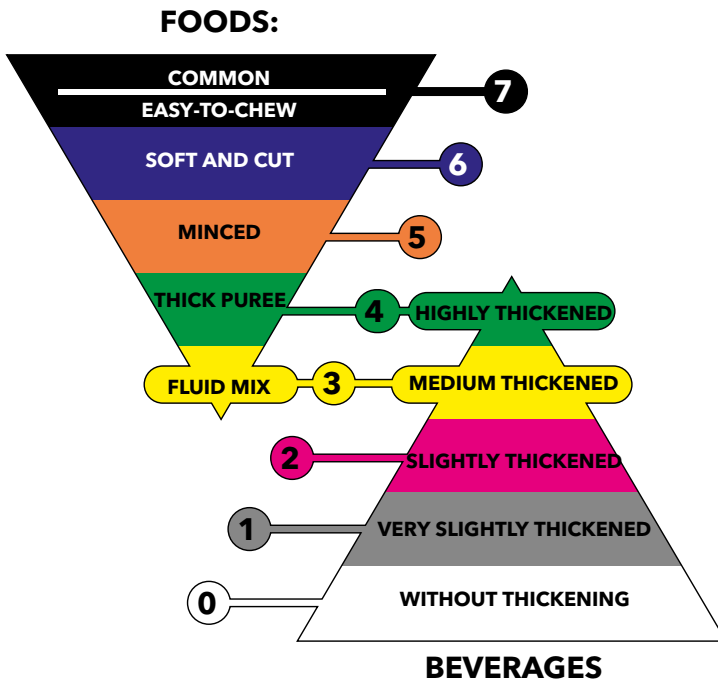 FOODS:
COMMON
7
EASY-TO-CHEW
SOFT AND CUT
6
MINCED
5
THICK PUREE
4
HIGHLY THICKENED
FLUID MIX
3
MEDIUM THICKENED
2
SLIGHTLY THICKENED
1
VERY SLIGHTLY THICKENED
0
WITHOUT THICKENING
BEVERAGES